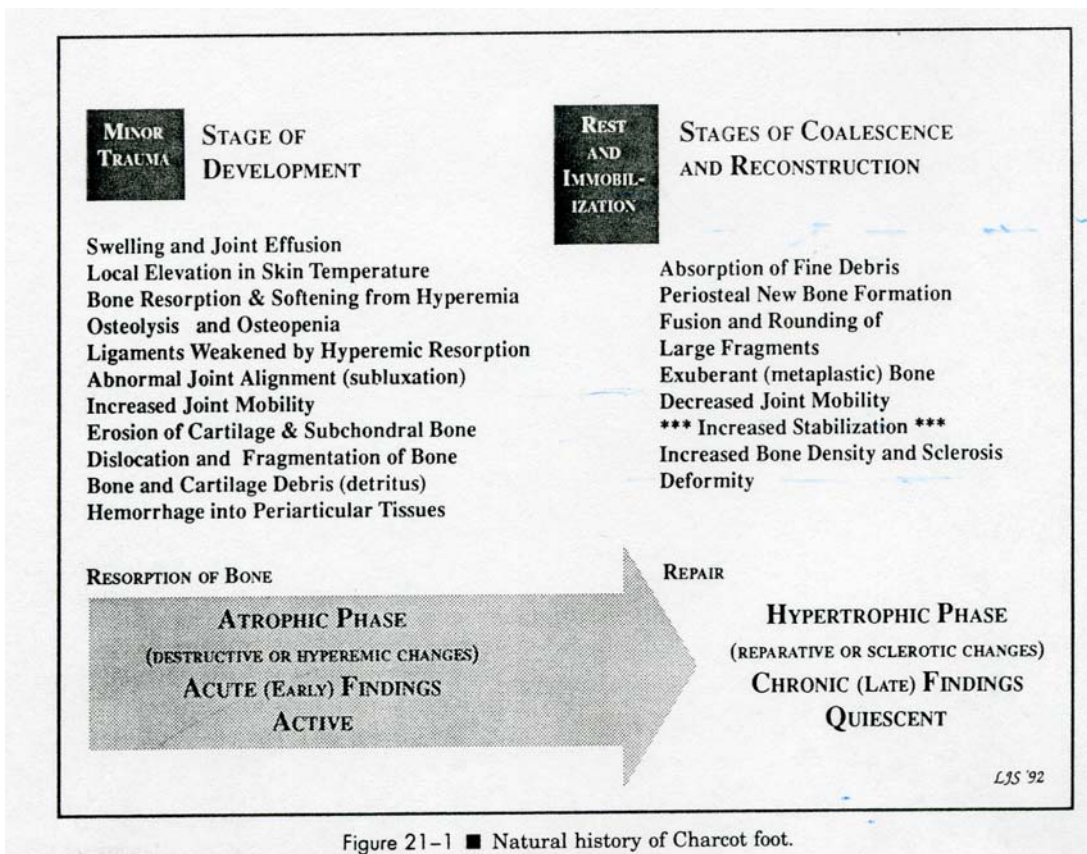 MINOR
TRAUMA
STAGE OF
DEVELOPMENT
Swelling and Joint Effusion
Local Elevation in Skin Temperature
Bone Resorption & Softening from Hyperemia
Osteolysis and Osteopenia
Ligaments Weakened by Hyperemic Resorption
Abnormal Joint Alignment (subluxation)
Increased Joint Mobility
Erosion of Cartilage & Subchondral Bone
Dislocation and Fragmentation of Bone
Bone and Cartilage Debris (detritus)
Hemorrhage into Periarticular Tissues
REST
AND
IMMOBIL-
IZATION
STAGES OF COALESCENCE
AND RECONSTRUCTION
Absorption of Fine Debris
Periosteal New Bone Formation
Fusion and Rounding of
Large Fragments
Exuberant (metaplastic) Bone
Decreased Joint Mobility
*** Increased Stabilization ***
Increased Bone Density and Sclerosis
Deformity
RESORPTION OF BONE
ATROPHIC PHASE
(DESTRUCTIVE OR HYPEREMIC CHANGES)
ACUTE (EARLY) FINDINGS
ACTIVE
REPAIR
HYPERTROPHIC PHASE
(REPARATIVE OR SCLEROTIC CHANGES)
CHRONIC (LATE) FINDINGS
QUIESCENT
LJS '92
Figure 21–1 ■ Natural history of Charcot foot.